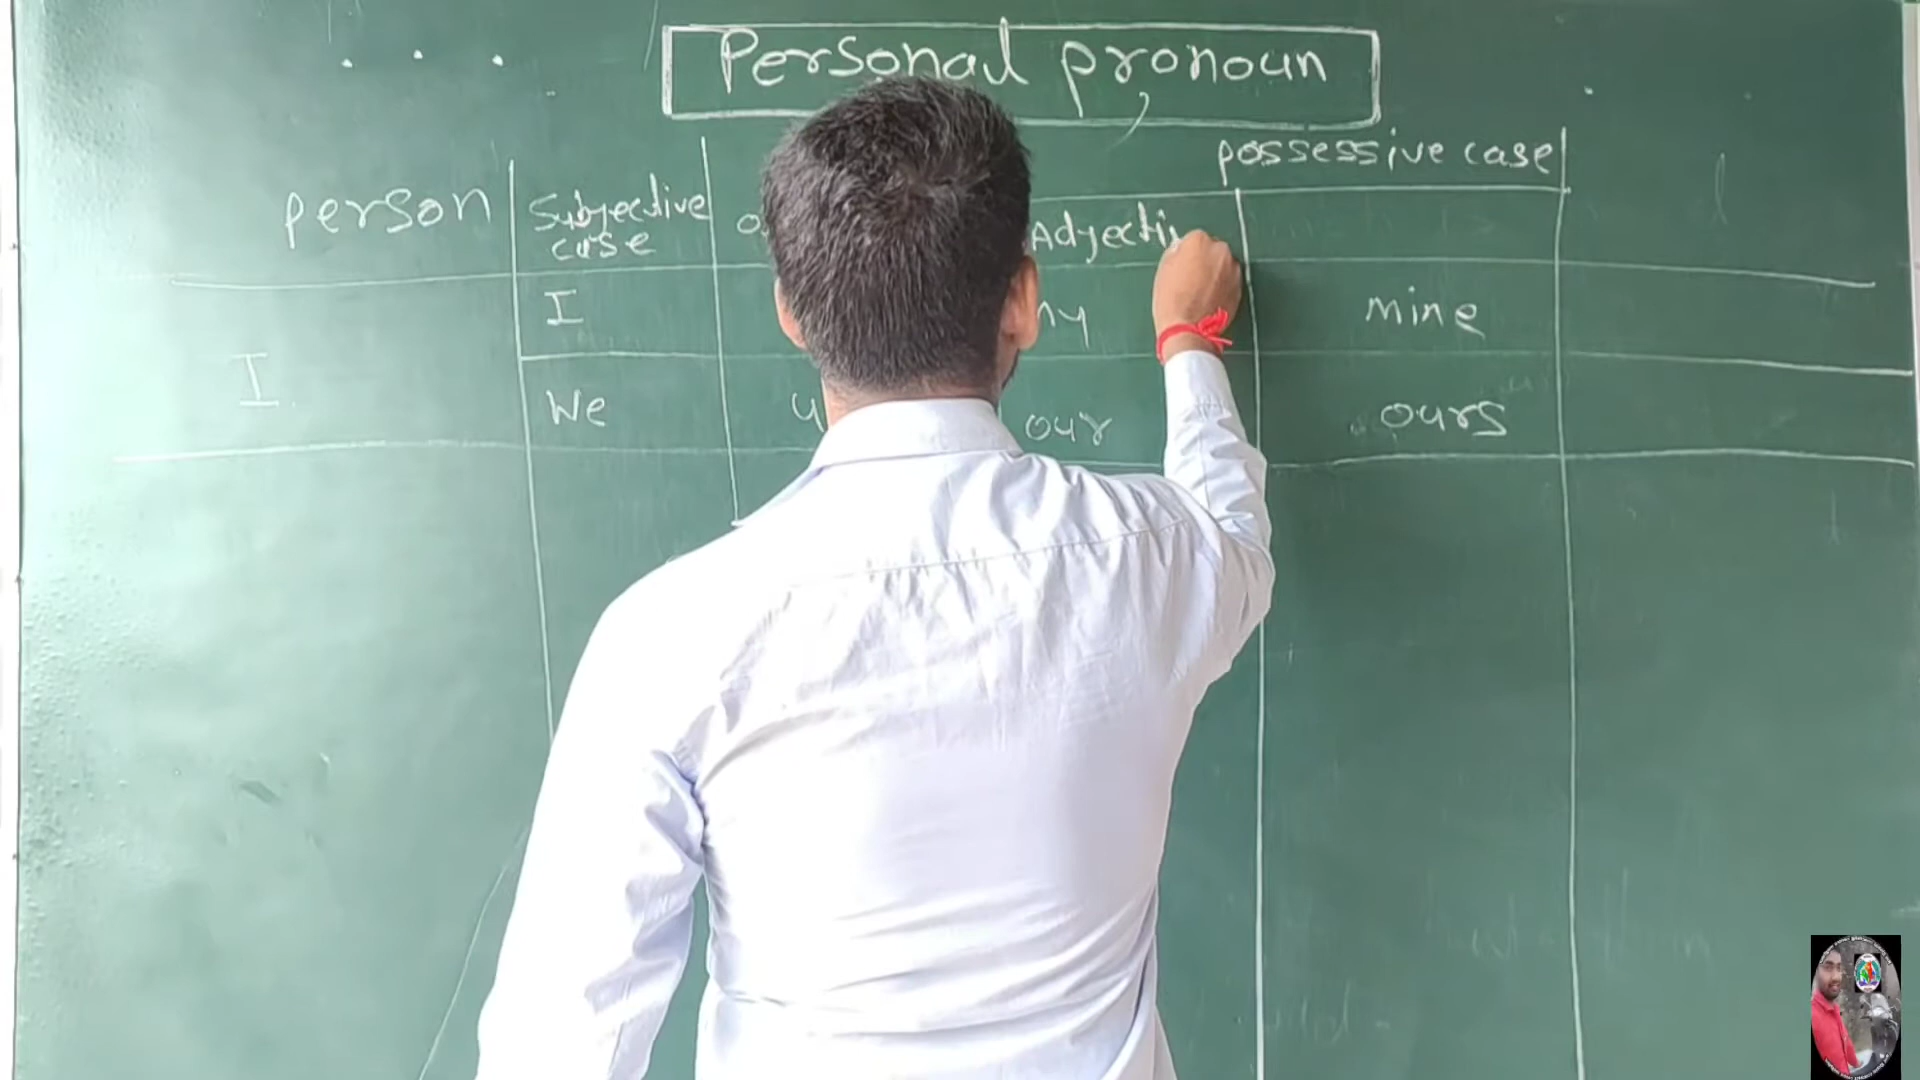 Personal pronoun
possessive case
person
Subjective case
Adjecti
I
mine
I
We
our
ours